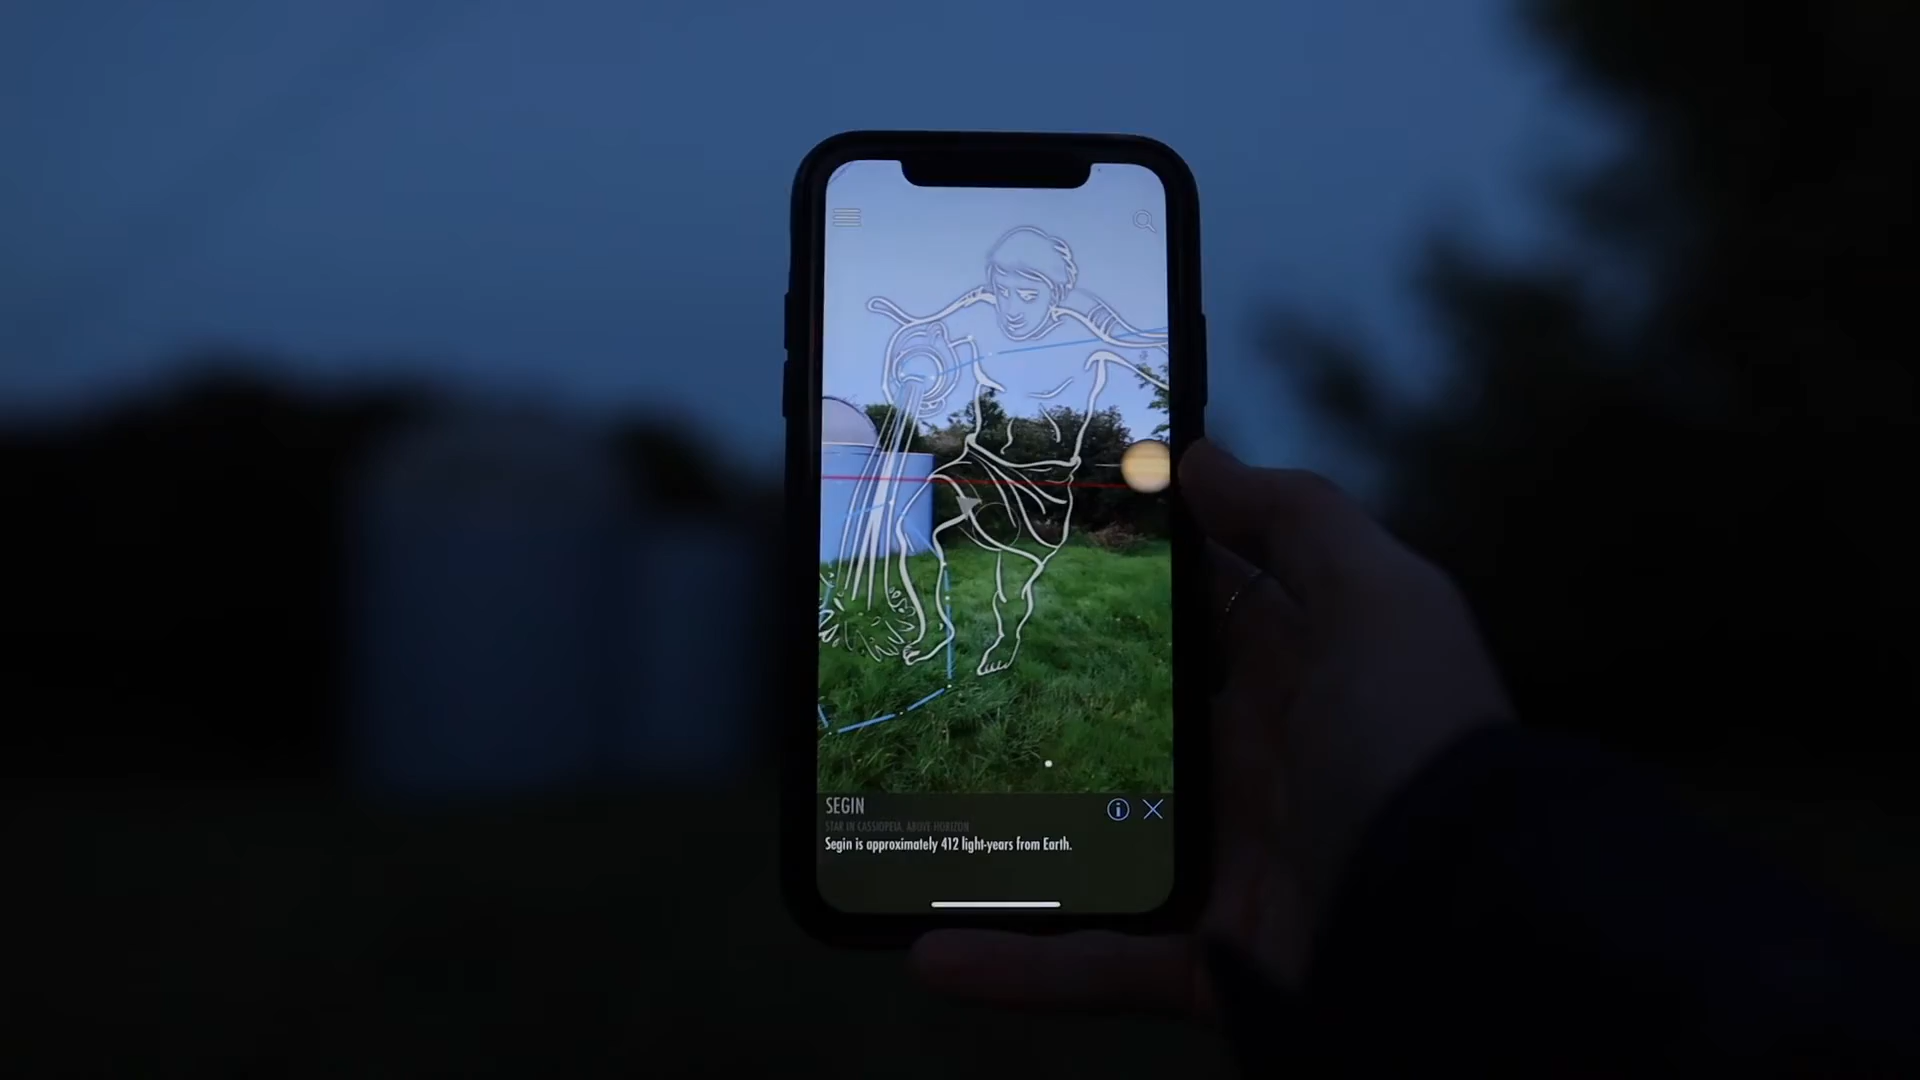 SEGIN
STAR IN CASSIOPEIA, ABOVE HORIZON
Segin is approximately 412 light-years from Earth.